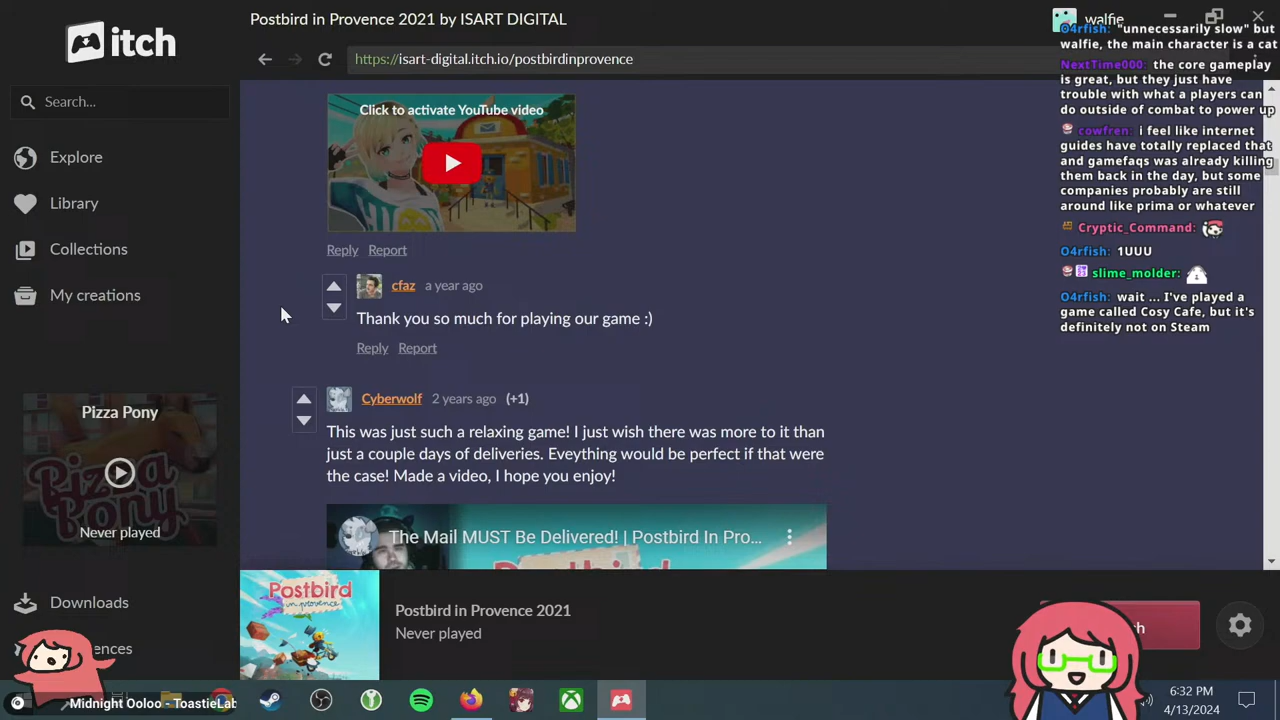 Postbird in Provence 2021 by ISART DIGITAL
walfie
itch
https://isart-digital.itch.io/postbirdinprovence
Search...
Explore
Library
Collections
My creations
Pizza Pony
Pizza
Pony
Never played
Downloads
ences
Click to activate YouTube video
Reply Report
cfaz a year ago
Thank you so much for playing our game :)
Reply Report
Cyberwolf 2 years ago (+1)
This was just such a relaxing game! I just wish there was more to it than
just a couple days of deliveries. Eveything would be perfect if that were
the case! Made a video, I hope you enjoy!
The Mail MUST Be Delivered! | Postbird In Pro...
Postbird
in provence
Postbird in Provence 2021
Never played
O4rfish: "unnecessarily slow" but
walfie, the main character is a cat
NextTime000: the core gameplay
is great, but they just have
trouble with what a players can
do outside of combat to power up
cowfren: i feel like internet
guides have totally replaced that
and gamefaqs was already killing
them back in the day, but some
companies probably are still
around like prima or whatever
Cryptic_Command:
O4rfish: 1UUU
slime_molder:
O4rfish: wait ... I've played a
game called Cosy Cafe, but it's
definitely not on Steam
Midnight Ooloo - ToastieLab
6:32 PM
4/13/2024